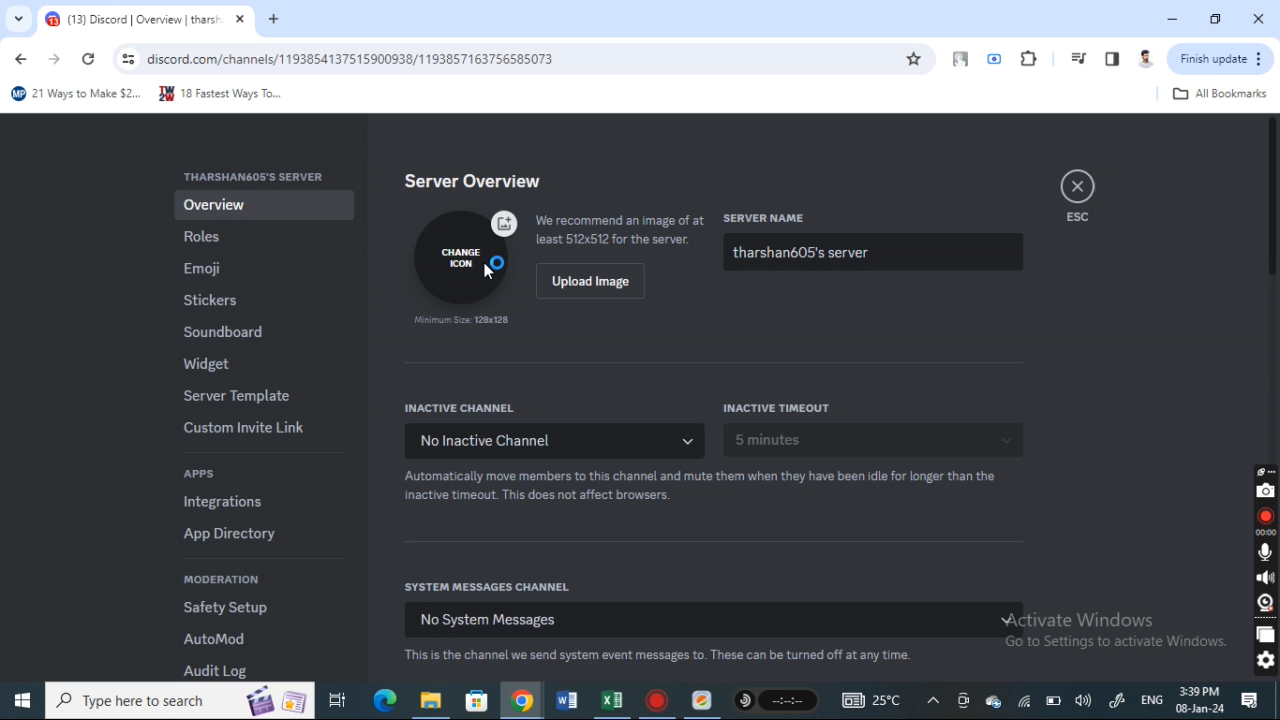 (13) Discord | Overview | tharsh
discord.com/channels/1193854137515900938/1193857163756585073
Finish update
21 Ways to Make $2...
18 Fastest Ways To...
All Bookmarks
THARSHAN605'S SERVER
Overview
Roles
Emoji
Stickers
Soundboard
Widget
Server Template
Custom Invite Link
APPS
Integrations
App Directory
MODERATION
Safety Setup
AutoMod
Audit Log
Server Overview
CHANGE
ICON
Minimum Size: 128x128
We recommend an image of at
least 512x512 for the server.
Upload Image
SERVER NAME
tharshan605's server
ESC
INACTIVE CHANNEL
No Inactive Channel
INACTIVE TIMEOUT
5 minutes
Automatically move members to this channel and mute them when they have been idle for longer than the
inactive timeout. This does not affect browsers.
SYSTEM MESSAGES CHANNEL
No System Messages
This is the channel we send system event messages to. These can be turned off at any time.
Activate Windows
Go to Settings to activate Windows.
00:00
Type here to search
--:--:--
25°C
ENG
3:39 PM
08-Jan-24